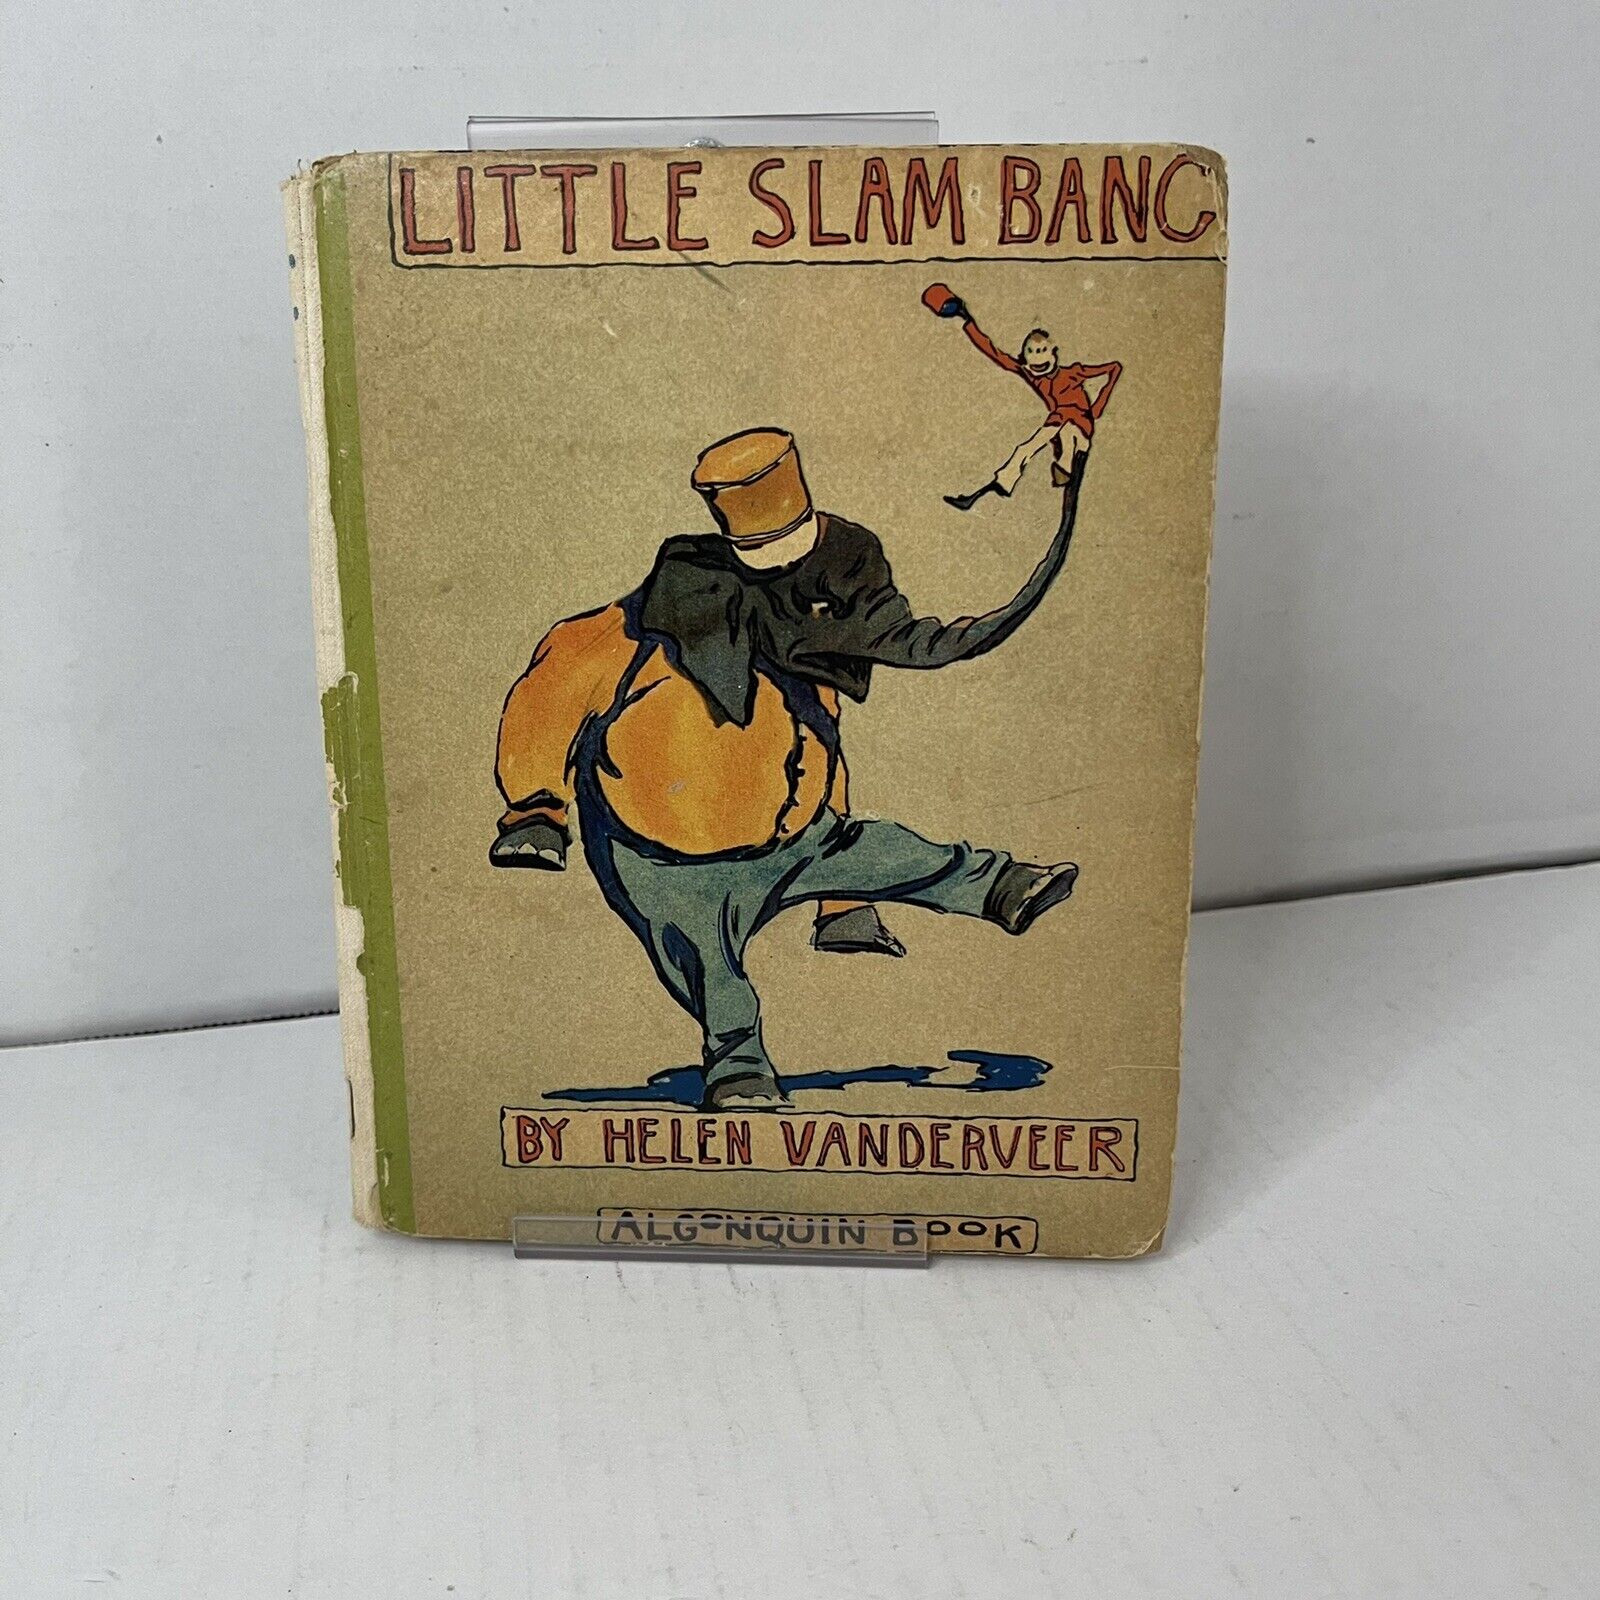 LITTLE SLAM BANG
BY HELEN VANDERVEER
ALGONQUIN BOOK